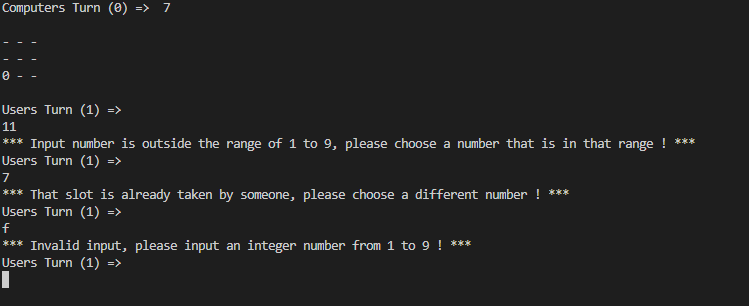 Computers Turn (0) =>  7
- - -
- - -
0 - -
Users Turn (1) =>
11
*** Input number is outside the range of 1 to 9, please choose a number that is in that range ! ***
Users Turn (1) =>
7
*** That slot is already taken by someone, please choose a different number ! ***
Users Turn (1) =>
f
*** Invalid input, please input an integer number from 1 to 9 ! ***
Users Turn (1) =>